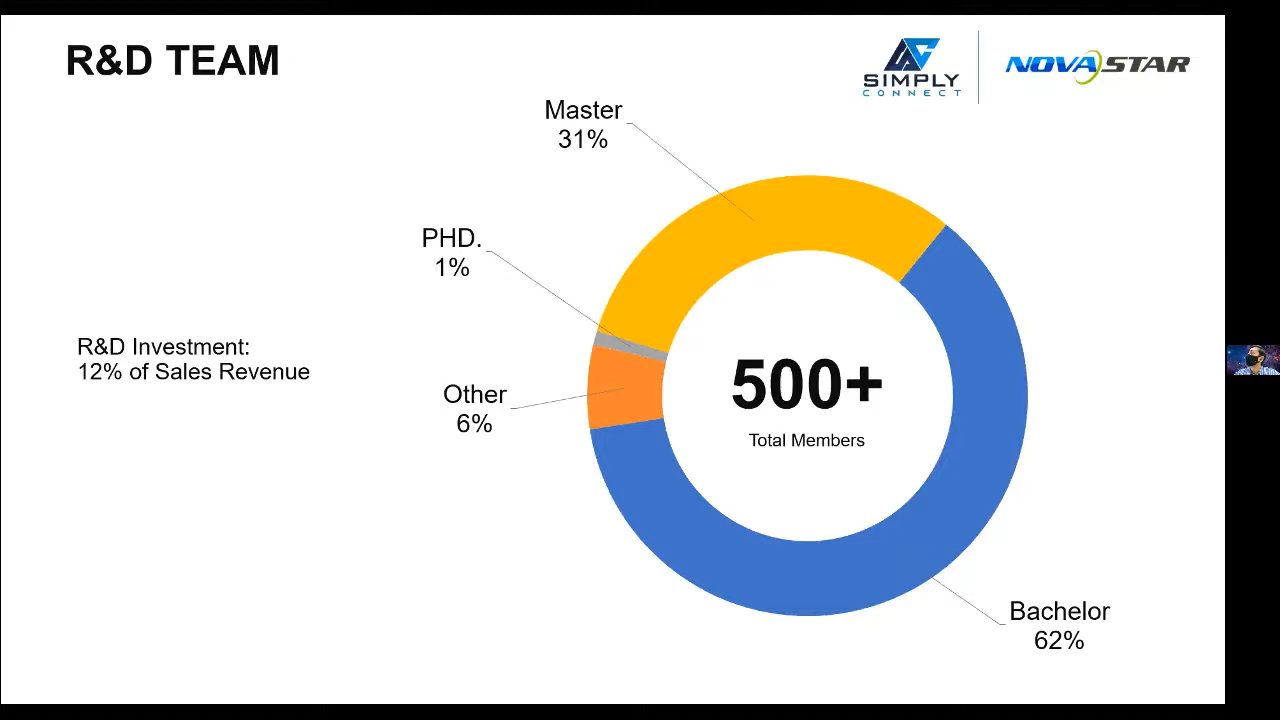 R&D TEAM
SIMPLY
CONNECT
NOVASTAR
Master
31%
PHD.
1%
R&D Investment:
12% of Sales Revenue
Other
6%
500+
Total Members
Bachelor
62%